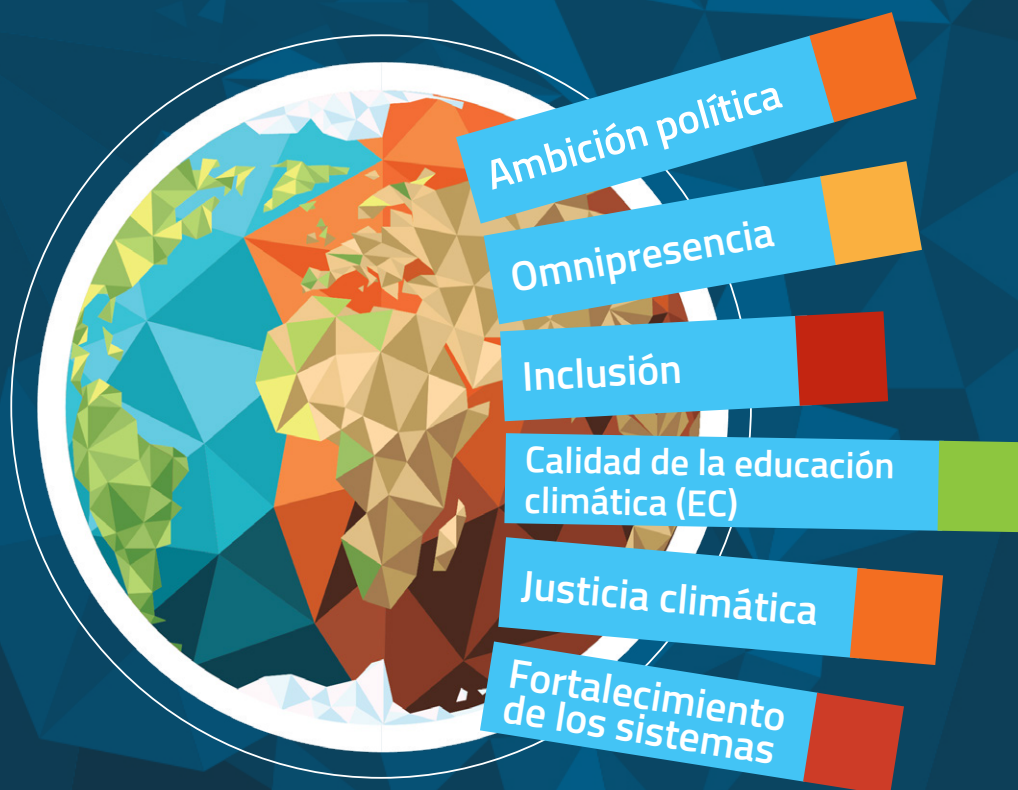 Ambición política
Omnipresencia
Inclusión
Calidad de la educación
climática (EC)
Justicia climática
Fortalecimiento
de los sistemas